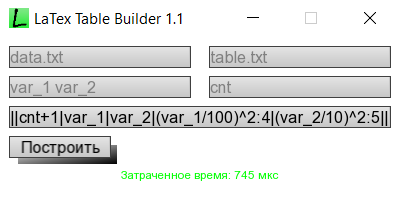 LaTex Table Builder 1.1
data.txt table.txt
var_1 var_2 cnt
||cnt+1|var_1|var_2|(var_1/100)^2:4|(var_2/10)^2:5||
Построить
Затраченное время: 745 мкс